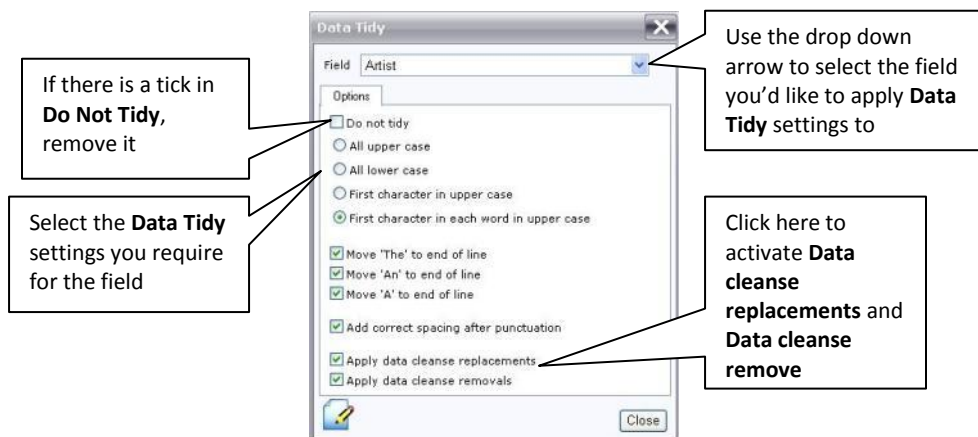 Data Tidy
Field Artist
Options
Do not tidy
All upper case
All lower case
First character in upper case
First character in each word in upper case
Move 'The' to end of line
Move 'An' to end of line
Move 'A' to end of line
Add correct spacing after punctuation
Apply data cleanse replacements
Apply data cleanse removals
Close
If there is a tick in
Do Not Tidy,
remove it
Select the Data Tidy
settings you require
for the field
Use the drop down
arrow to select the field
you'd like to apply Data
Tidy settings to
Click here to
activate Data
cleanse
replacements and
Data cleanse
remove